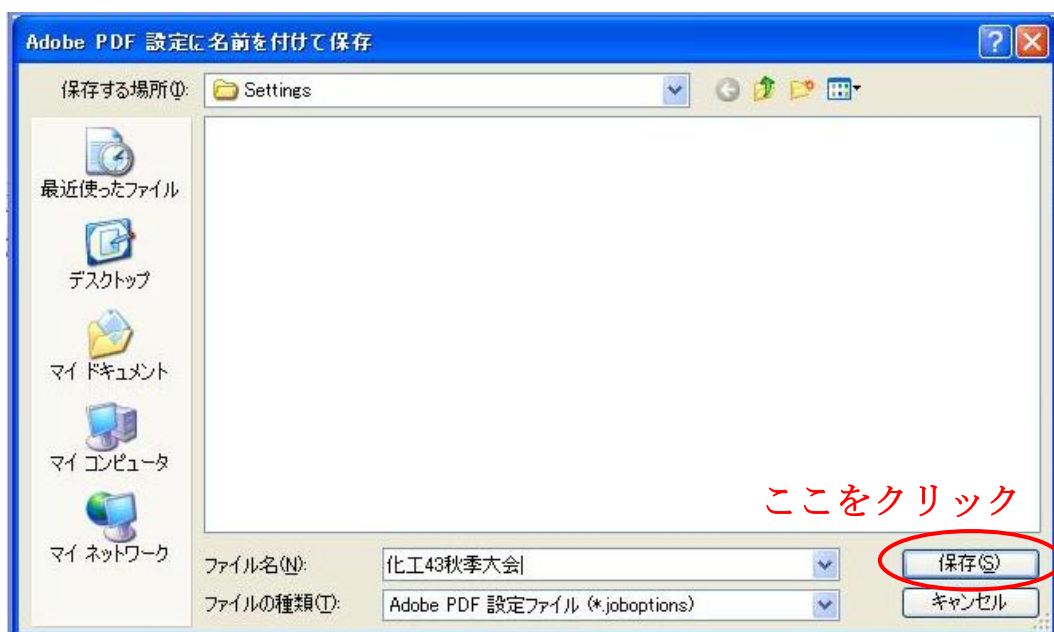 Adobe PDF 設定に名前を付けて保存
保存する場所(I):
Settings
最近使ったファイル
デスクトップ
マイ ドキュメント
マイ コンピュータ
マイ ネットワーク
ここをクリック
ファイル名(N):
化工43秋季大会
保存(S)
ファイルの種類(T):
Adobe PDF 設定ファイル (*.joboptions)
キャンセル